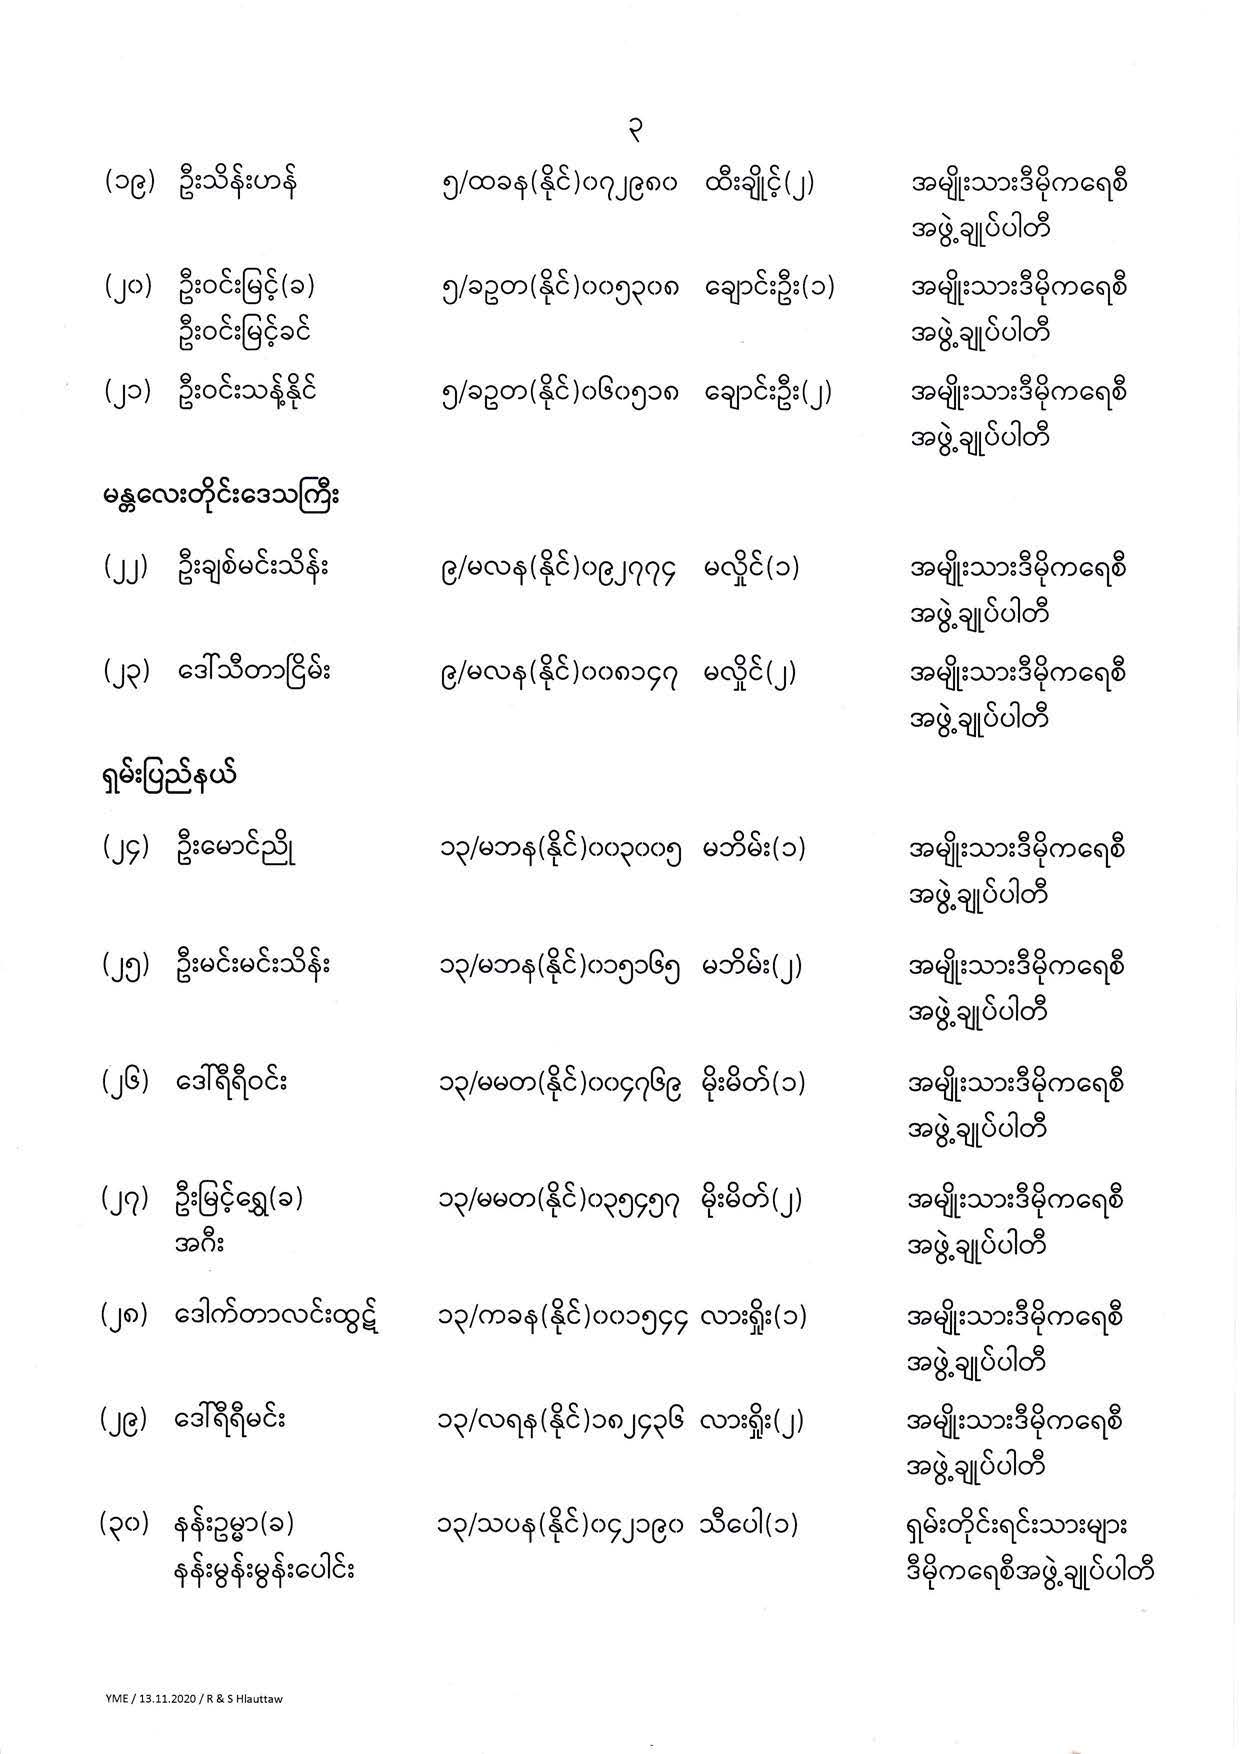 ၃
(၁၉) ဦးသိန်းဟန် ၅/ထခန(နိုင်)၀၇၂၉၈၀ ထီးချိုင့်(၂) အမျိုးသားဒီမိုကရေစီ
အဖွဲ့ချုပ်ပါတီ
(၂၀) ဦးဝင်းမြင့်(ခ) ၅/ခဥတ(နိုင်)၀၀၅၃၀၈ ချောင်းဦး(၁) အမျိုးသားဒီမိုကရေစီ
ဦးဝင်းမြင့်ခင် အဖွဲ့ချုပ်ပါတီ
(၂၁) ဦးဝင်းသန့်နိုင် ၅/ခဥတ(နိုင်)၀၆၀၅၁၈ ချောင်းဦး(၂) အမျိုးသားဒီမိုကရေစီ
အဖွဲ့ချုပ်ပါတီ
မန္တလေးတိုင်းဒေသကြီး
(၂၂) ဦးချစ်မင်းသိန်း ၉/မလန(နိုင်)၀၉၂၇၇၄ မလှိုင်(၁) အမျိုးသားဒီမိုကရေစီ
အဖွဲ့ချုပ်ပါတီ
(၂၃) ဒေါ်သီတာငြိမ်း ၉/မလန(နိုင်)၀၀၈၁၄၇ မလှိုင်(၂) အမျိုးသားဒီမိုကရေစီ
အဖွဲ့ချုပ်ပါတီ
ရှမ်းပြည်နယ်
(၂၄) ဦးမောင်ညို ၁၃/မဘန(နိုင်)၀၀၃၀၀၅ မဘိမ်း(၁) အမျိုးသားဒီမိုကရေစီ
အဖွဲ့ချုပ်ပါတီ
(၂၅) ဦးမင်းမင်းသိန်း ၁၃/မဘန(နိုင်)၀၁၅၁၆၅ မဘိမ်း(၂) အမျိုးသားဒီမိုကရေစီ
အဖွဲ့ချုပ်ပါတီ
(၂၆) ဒေါ်ရီရီဝင်း ၁၃/မမတ(နိုင်)၀၀၄၇၆၉ မိုးမိတ်(၁) အမျိုးသားဒီမိုကရေစီ
အဖွဲ့ချုပ်ပါတီ
(၂၇) ဦးမြင့်ရွှေ(ခ) ၁၃/မမတ(နိုင်)၀၃၅၄၅၇ မိုးမိတ်(၂) အမျိုးသားဒီမိုကရေစီ
အဂီး အဖွဲ့ချုပ်ပါတီ
(၂၈) ဒေါက်တာလင်းထွဋ် ၁၃/ကခန(နိုင်)၀၀၁၅၄၄ လားရှိုး(၁) အမျိုးသားဒီမိုကရေစီ
အဖွဲ့ချုပ်ပါတီ
(၂၉) ဒေါ်ရီရီမင်း ၁၃/လရန(နိုင်)၁၈၂၄၃၆ လားရှိုး(၂) အမျိုးသားဒီမိုကရေစီ
အဖွဲ့ချုပ်ပါတီ
(၃၀) နန်းဥမ္မာ(ခ) ၁၃/သပန(နိုင်)၀၄၂၁၉၀ သီပေါ(၁) ရှမ်းတိုင်းရင်းသားများ
နန်းမွန်းမွန်းပေါင်း ဒီမိုကရေစီအဖွဲ့ချုပ်ပါတီ
YME / 13.11.2020 / R & S Hlauttaw